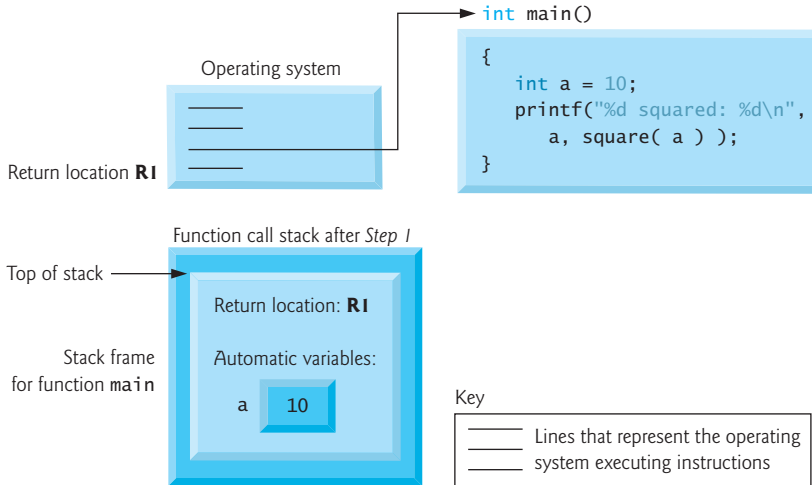 int main()
{
int a = 10;
printf("%d squared: %d\n",
a, square( a ) );
}
Operating system
Return location R1
Function call stack after Step 1
Top of stack
Return location: R1
Stack frame
for function main
Automatic variables:
a 10
Key
Lines that represent the operating
system executing instructions